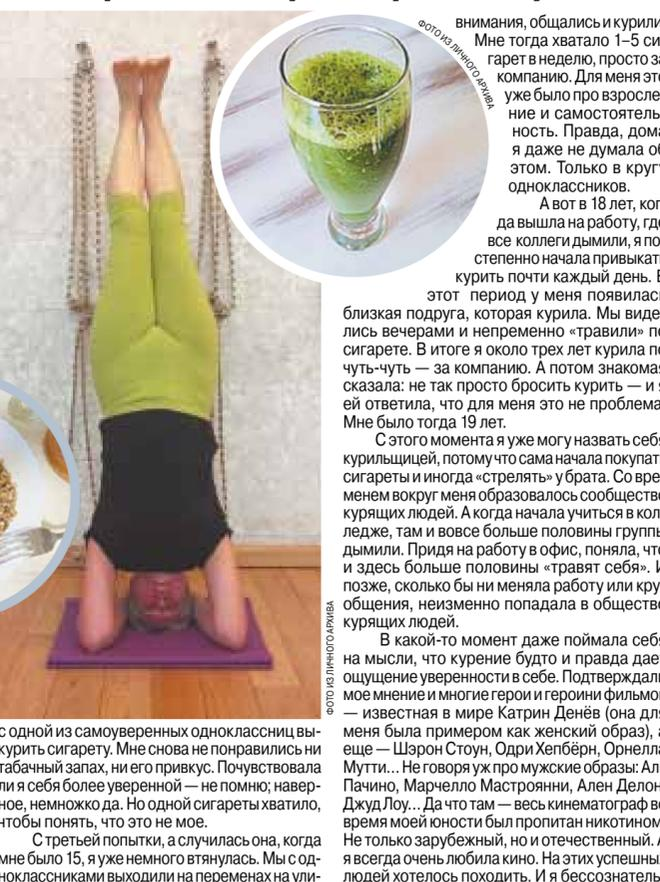 с одной из самоуверенных одноклассниц вы-
курить сигарету. Мне снова не понравились ни
табачный запах, ни его привкус. Почувствовала
ли я себя более уверенной — не помню; навер-
ное, немножко да. Но одной сигареты хватило,
чтобы понять, что это не мое.
С третьей попытки, а случилась она, когда
мне было 15, я уже немного втянулась. Мы с од-
ноклассниками выходили на переменах на ули-
ФОТО ИЗ ЛИЧНОГО АРХИВА
ФОТО ИЗ ЛИЧНОГО АРХИВА
внимания, общались и курили
Мне тогда хватало 1–5 си
гарет в неделю, просто за
компанию. Для меня это
уже было про взросле
ние и самостоятель
ность. Правда, дома
я даже не думала об
этом. Только в кругу
одноклассников.
А вот в 18 лет, ког
да вышла на работу, где
все коллеги дымили, я по
степенно начала привыкать
курить почти каждый день. В
этот период у меня появилас
близкая подруга, которая курила. Мы виде
лись вечерами и непременно «травили» по
сигарете. В итоге я около трех лет курила по
чуть-чуть — за компанию. А потом знакомая
сказала: не так просто бросить курить — и я
ей ответила, что для меня это не проблема
Мне было тогда 19 лет.
С этого момента я уже могу назвать себя
курильщицей, потому что сама начала покупать
сигареты и иногда «стрелять» у брата. Со вре
менем вокруг меня образовалось сообщество
курящих людей. А когда начала учиться в кол
ледже, там и вовсе больше половины группы
дымили. Придя на работу в офис, поняла, что
и здесь больше половины «травят себя». И
позже, сколько бы ни меняла работу или кру
общения, неизменно попадала в общество
курящих людей.
В какой-то момент даже поймала себя
на мысли, что курение будто и правда дает
ощущение уверенности в себе. Подтверждали
мое мнение и многие герои и героини фильмов
— известная в мире Катрин Денёв (она для
меня была примером как женский образ), а
еще — Шэрон Стоун, Одри Хепбёрн, Орнелла
Мутти... Не говоря уж про мужские образы: Ал
Пачино, Марчелло Мастроянни, Ален Делон
Джуд Лоу... Да что там — весь кинематограф во
время моей юности был пропитан никотином
Не только зарубежный, но и отечественный. А
я всегда очень любила кино. На этих успешных
людей хотелось походить. И я бессознатель